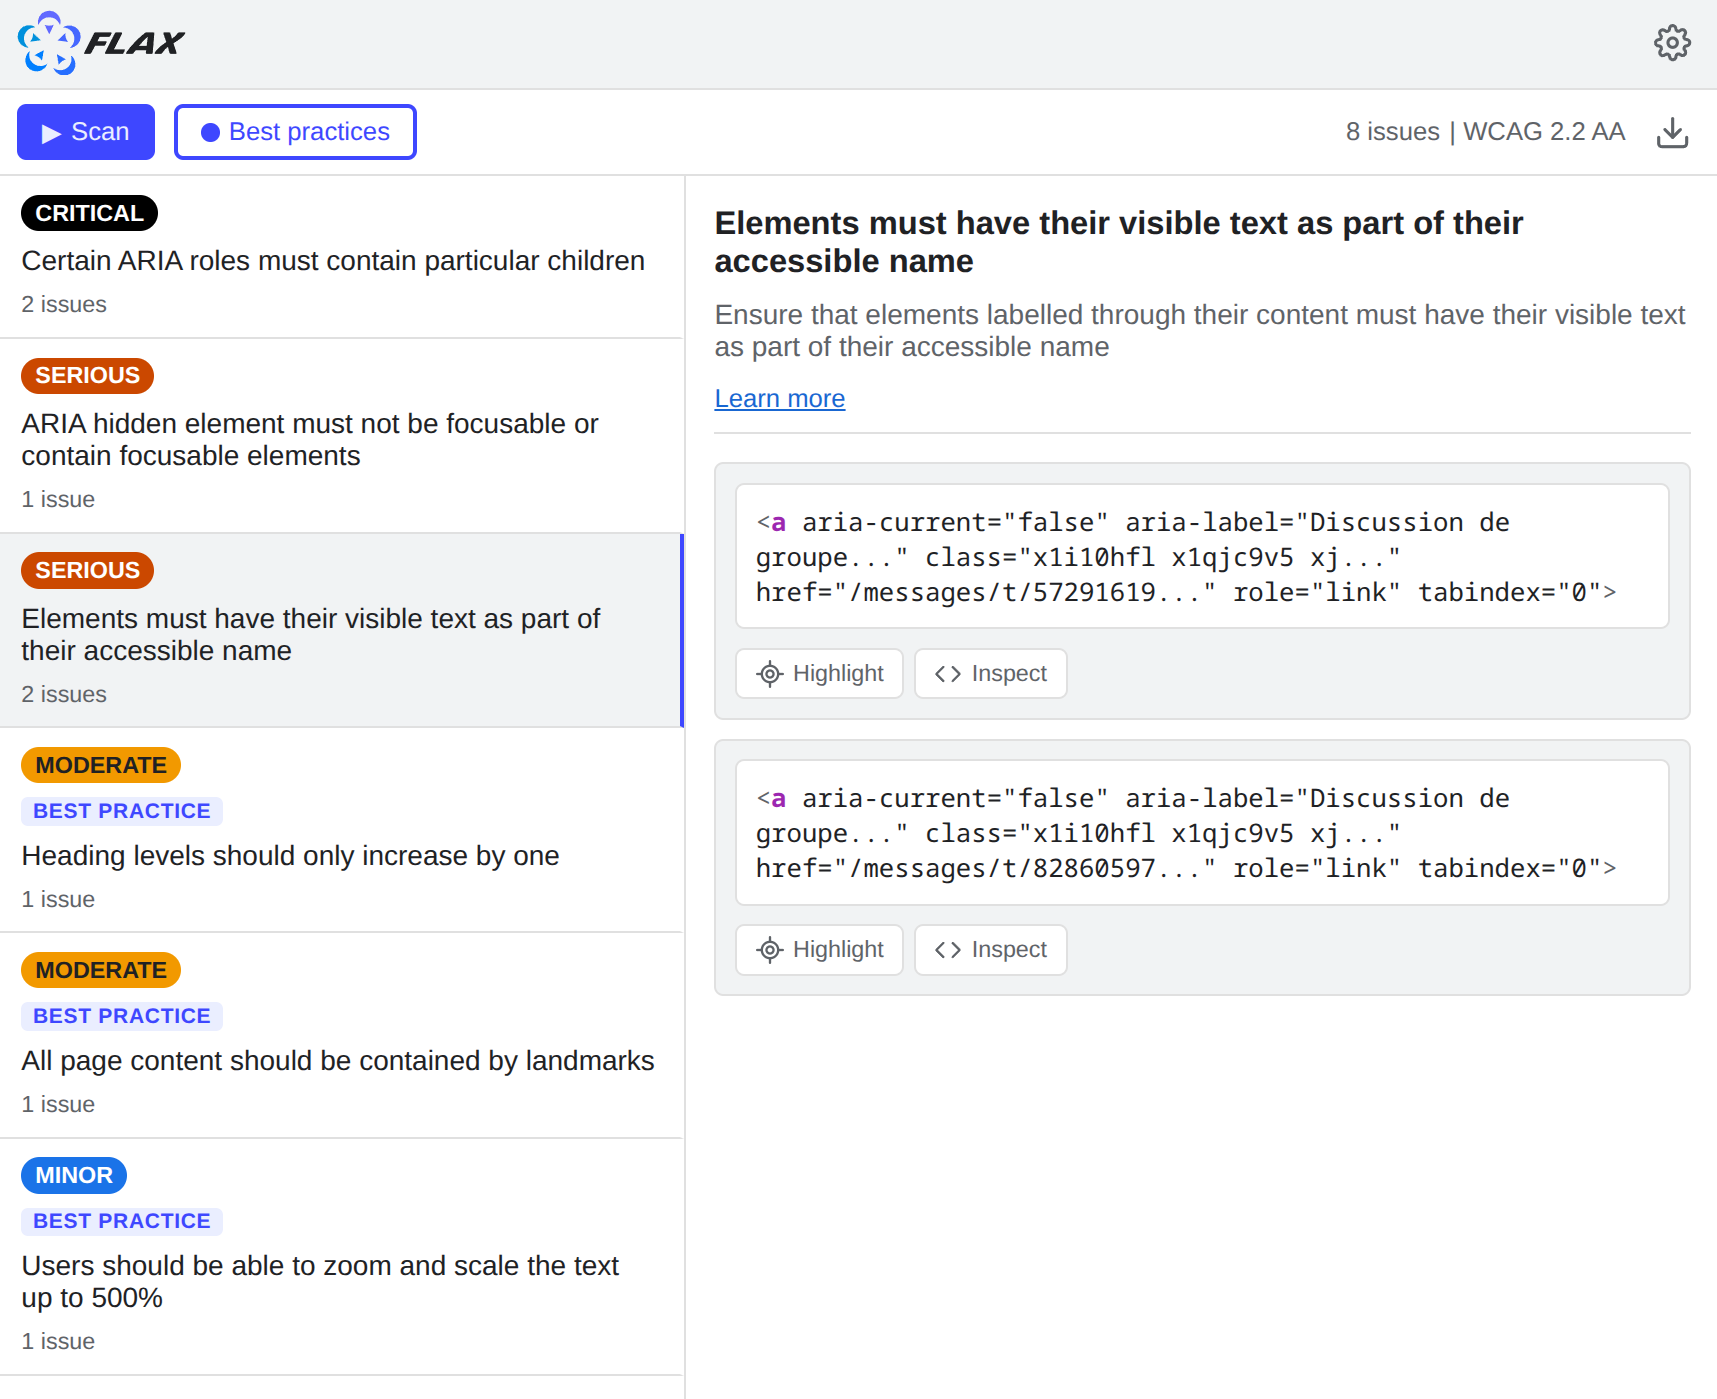 FLAX
▶ Scan
Best practices
8 issues | WCAG 2.2 AA
CRITICAL
Certain ARIA roles must contain particular children
2 issues
SERIOUS
ARIA hidden element must not be focusable or
contain focusable elements
1 issue
SERIOUS
Elements must have their visible text as part of
their accessible name
2 issues
MODERATE
BEST PRACTICE
Heading levels should only increase by one
1 issue
MODERATE
BEST PRACTICE
All page content should be contained by landmarks
1 issue
MINOR
BEST PRACTICE
Users should be able to zoom and scale the text
up to 500%
1 issue
Elements must have their visible text as part of their
accessible name
Ensure that elements labelled through their content must have their visible text
as part of their accessible name
Learn more
<a aria-current="false" aria-label="Discussion de
groupe..." class="x1i10hfl x1qjc9v5 xj..."
href="/messages/t/57291619..." role="link" tabindex="0">
Highlight
Inspect
<a aria-current="false" aria-label="Discussion de
groupe..." class="x1i10hfl x1qjc9v5 xj..."
href="/messages/t/82860597..." role="link" tabindex="0">
Highlight
Inspect